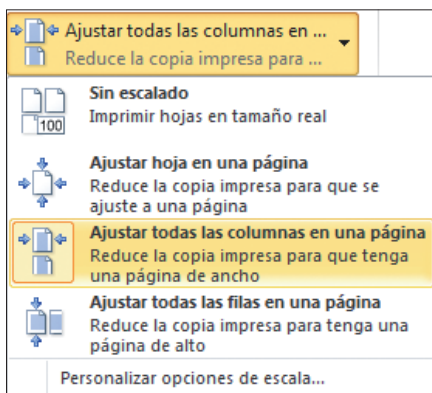 Ajustar todas las columnas en ...
Reduce la copia impresa para ...
Sin escalado
Imprimir hojas en tamaño real
100
Ajustar hoja en una página
Reduce la copia impresa para que se
ajuste a una página
Ajustar todas las columnas en una página
Reduce la copia impresa para que tenga
una página de ancho
Ajustar todas las filas en una página
Reduce la copia impresa para tenga una
página de alto
Personalizar opciones de escala...